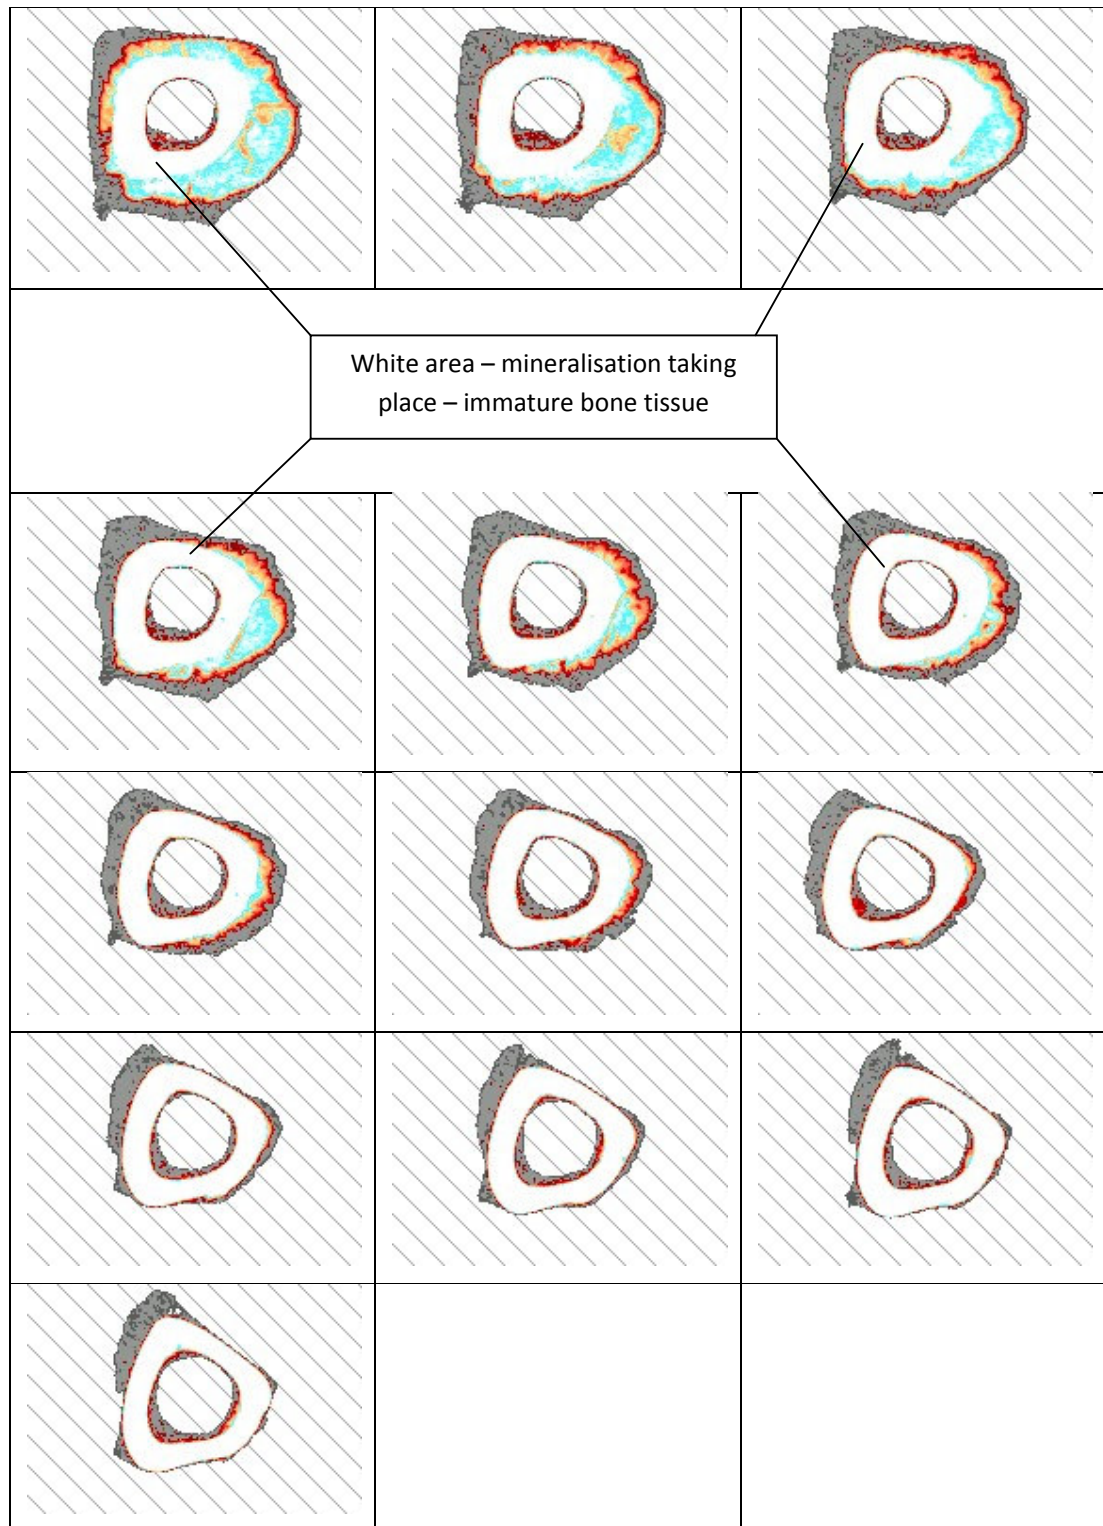 White area – mineralisation taking
place – immature bone tissue